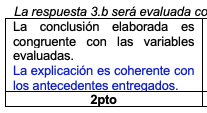 La respuesta 3.b será evaluada co
La conclusión elaborada es
congruente con las variables
evaluadas.
La explicación es coherente con
los antecedentes entregados.
2pto